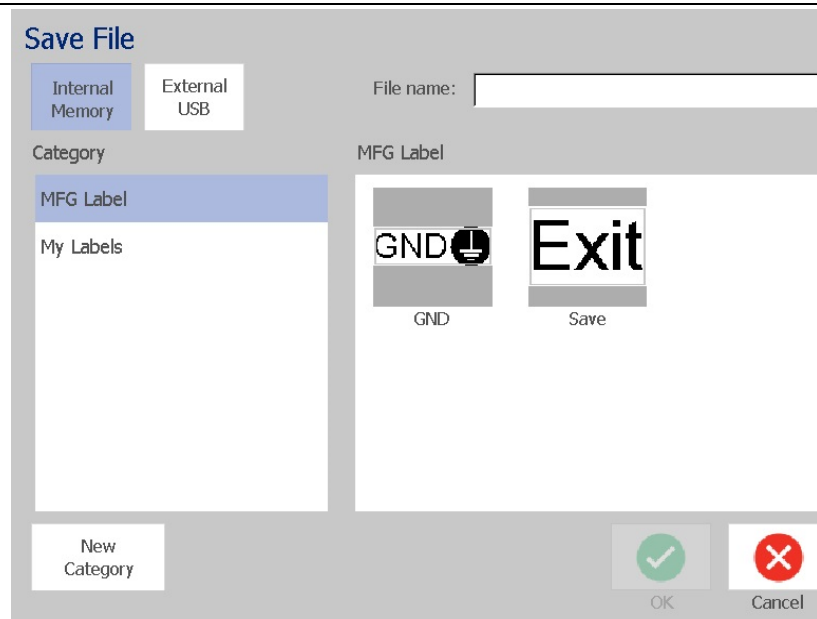 Save File
Internal
Memory
External
USB
File name:
Category
MFG Label
MFG Label
My Labels
GND
Exit
GND
Save
New
Category
OK
Cancel